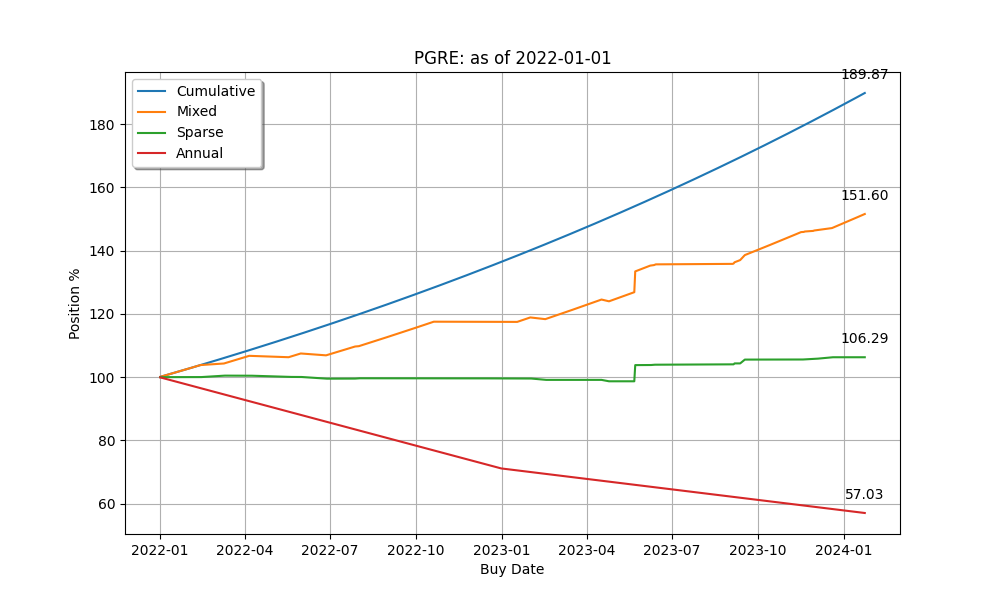 PGRE: as of 2022-01-01
189.87
Cumulative
Mixed
Sparse
Annual
180
160
151.60
140
120
106.29
100
80
60
57.03
Position %
2022-01 2022-04 2022-07 2022-10 2023-01 2023-04 2023-07 2023-10 2024-01
Buy Date